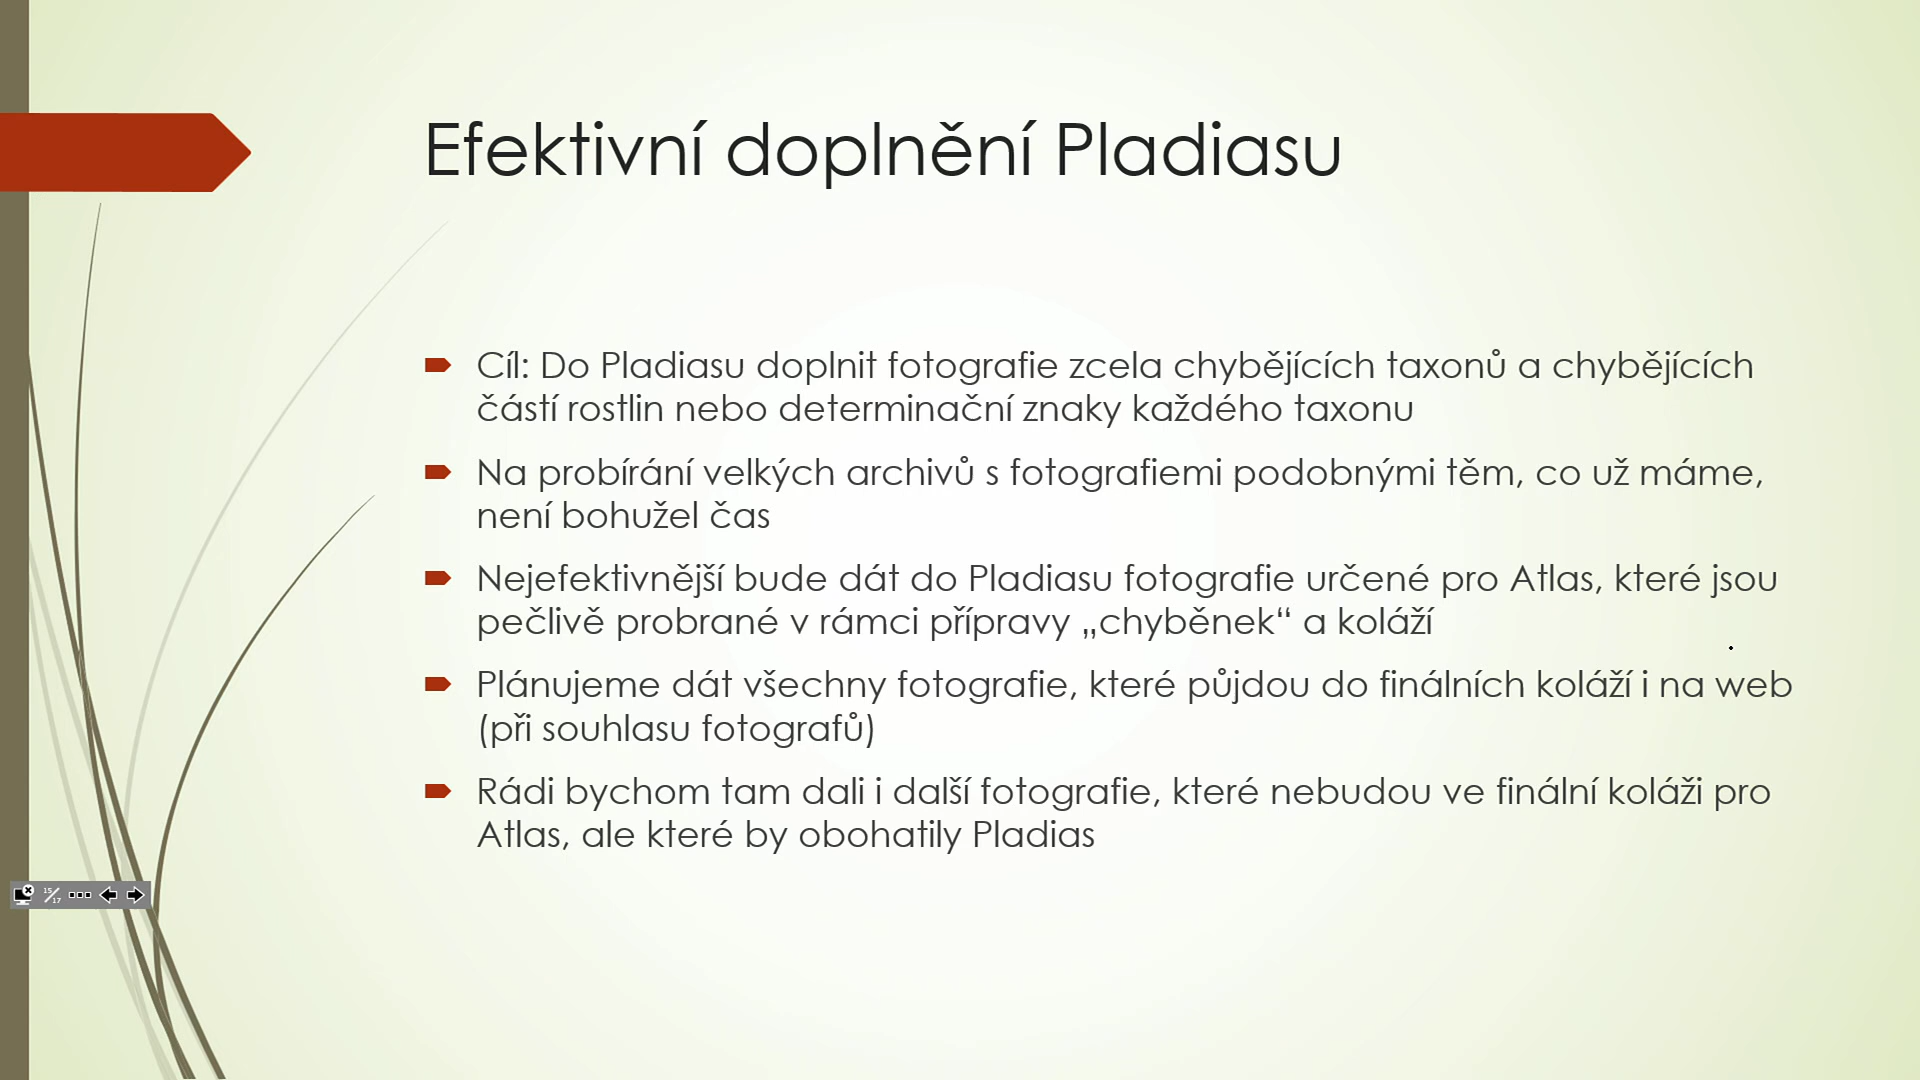 Efektivní doplnění Pladiasu
Cíl: Do Pladiasu doplnit fotografie zcela chybějících taxonů a chybějících
částí rostlin nebo determinační znaky každého taxonu
Na probírání velkých archivů s fotografiemi podobnými těm, co už máme,
není bohužel čas
Nejefektivnější bude dát do Pladiasu fotografie určené pro Atlas, které jsou
pečlivě probrané v rámci přípravy „chyběnek“ a koláží
Plánujeme dát všechny fotografie, které půjdou do finálních koláží i na web
(při souhlasu fotografů)
Rádi bychom tam dali i další fotografie, které nebudou ve finální koláži pro
Atlas, ale které by obohatily Pladias
15/17